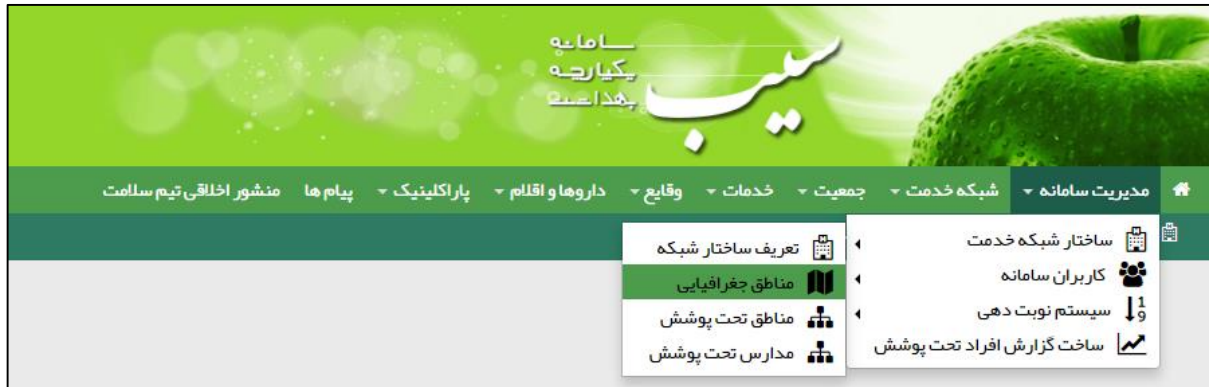 سیب
سامانه
یکپارچه
بهداشت
مدیریت سامانه شبکه خدمت جمعیت خدمات وقایع داروها و اقلام پاراکلینیک پیام ها منشور اخلاقی تیم سلامت
ساختار شبکه خدمت
کاربران سامانه
سیستم نوبت دهی
ساخت گزارش افراد تحت پوشش
تعریف ساختار شبکه
مناطق جغرافیایی
مناطق تحت پوشش
مدارس تحت پوشش